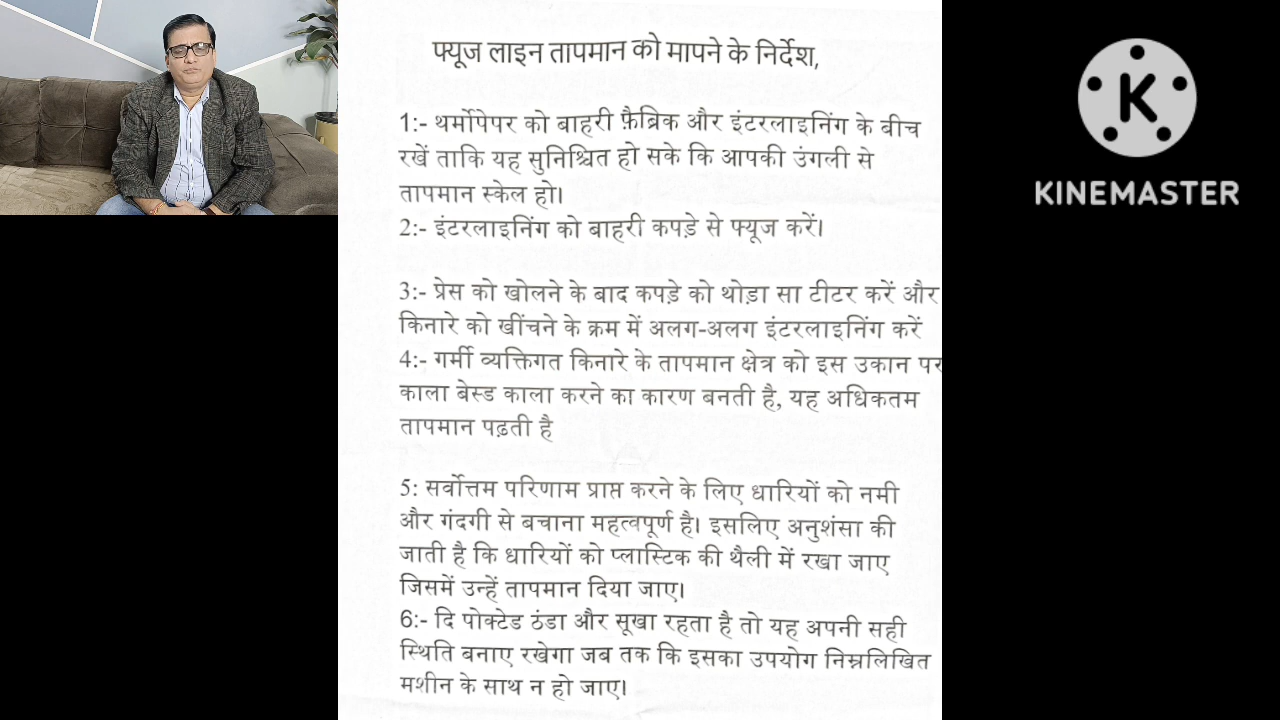 फ्यूज लाइन तापमान को मापने के निर्देश,
1:- थर्मोपेपर को बाहरी फ़ैब्रिक और इंटरलाइनिंग के बीच
रखें ताकि यह सुनिश्चित हो सके कि आपकी उंगली से
तापमान स्केल हो।
2:- इंटरलाइनिंग को बाहरी कपड़े से फ्यूज करें।
3:- प्रेस को खोलने के बाद कपड़े को थोड़ा सा टीटर करें और
किनारे को खींचने के क्रम में अलग-अलग इंटरलाइनिंग करें
4:- गर्मी व्यक्तिगत किनारे के तापमान क्षेत्र को इस उकान पर
काला बेस्ड काला करने का कारण बनती है, यह अधिकतम
तापमान पढ़ती है
5: सर्वोत्तम परिणाम प्राप्त करने के लिए धारियों को नमी
और गंदगी से बचाना महत्वपूर्ण है। इसलिए अनुशंसा की
जाती है कि धारियों को प्लास्टिक की थैली में रखा जाए
जिसमें उन्हें तापमान दिया जाए।
6:- दि पोक्टेड ठंडा और सूखा रहता है तो यह अपनी सही
स्थिति बनाए रखेगा जब तक कि इसका उपयोग निम्नलिखित
मशीन के साथ न हो जाए।
K
KINEMASTER